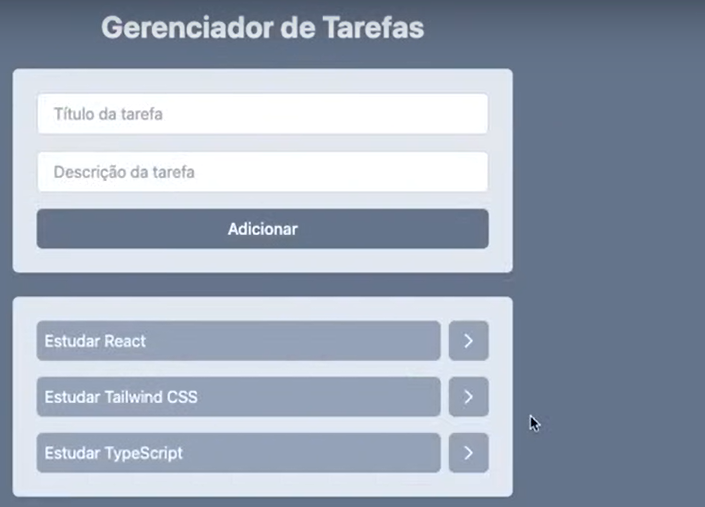 Gerenciador de Tarefas
Título da tarefa
Descrição da tarefa
Adicionar
Estudar React
Estudar Tailwind CSS
Estudar TypeScript